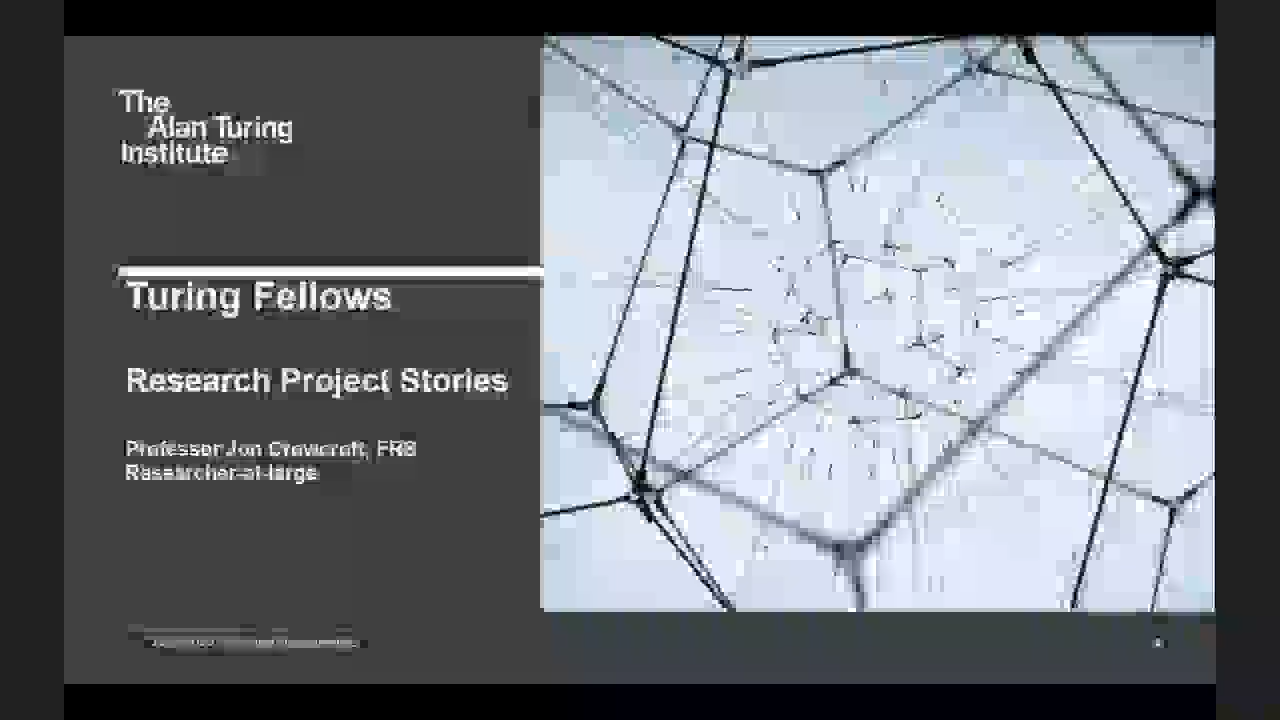 The
Alan Turing
Institute
Turing Fellows
Research Project Stories
Professor Jon Crowcroft, FRS
Researcher-at-large